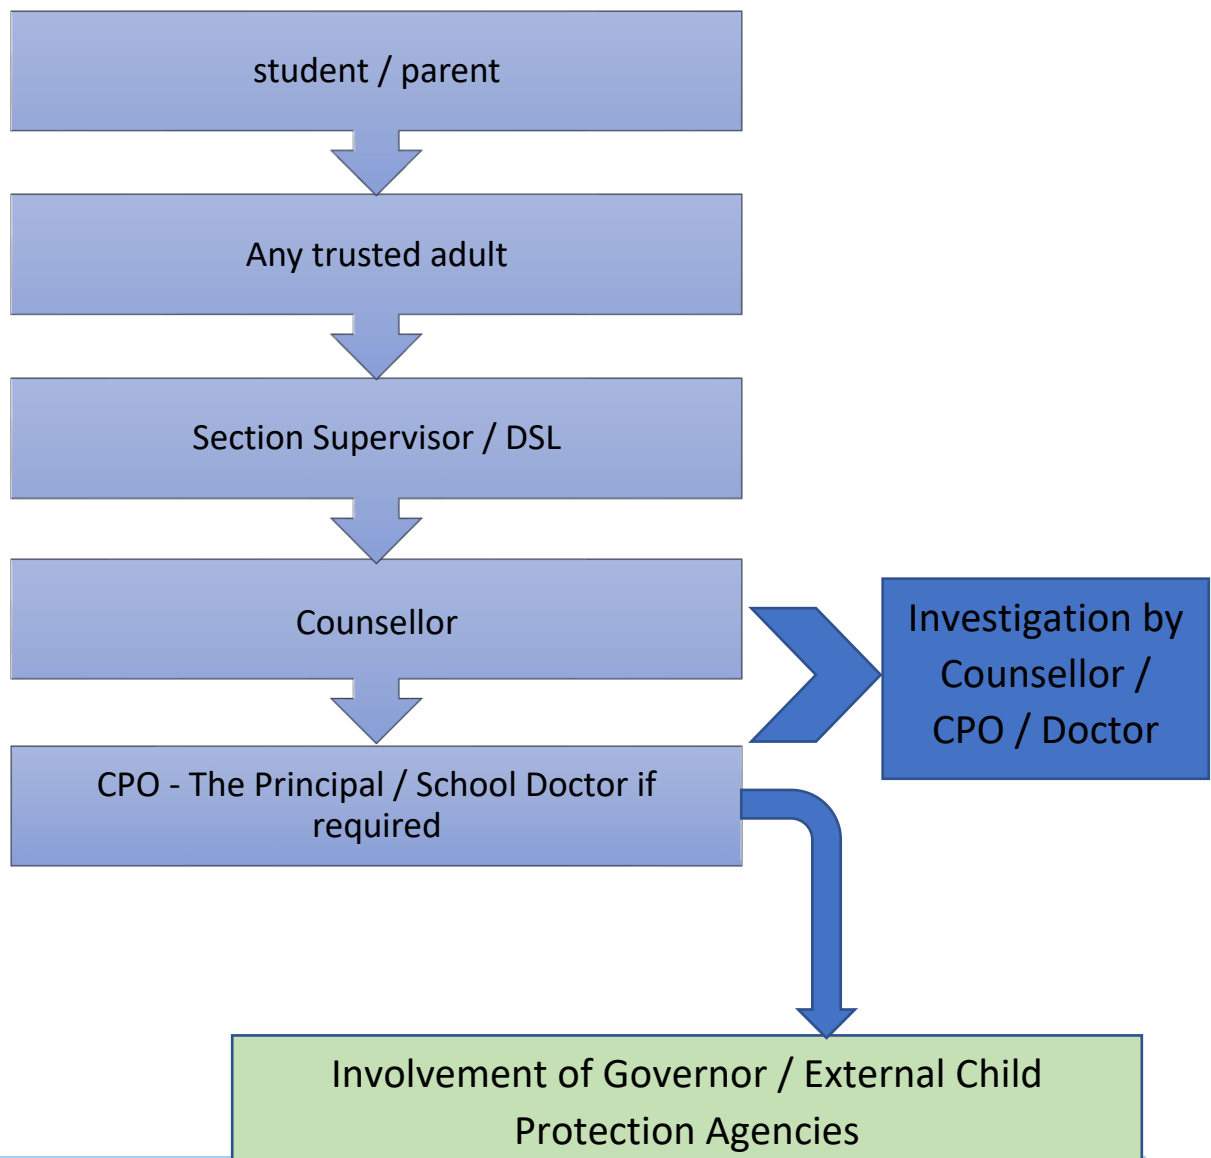 student / parent
Any trusted adult
Section Supervisor / DSL
Counsellor
Investigation by
Counsellor /
CPO / Doctor
CPO - The Principal / School Doctor if
required
Involvement of Governor / External Child
Protection Agencies